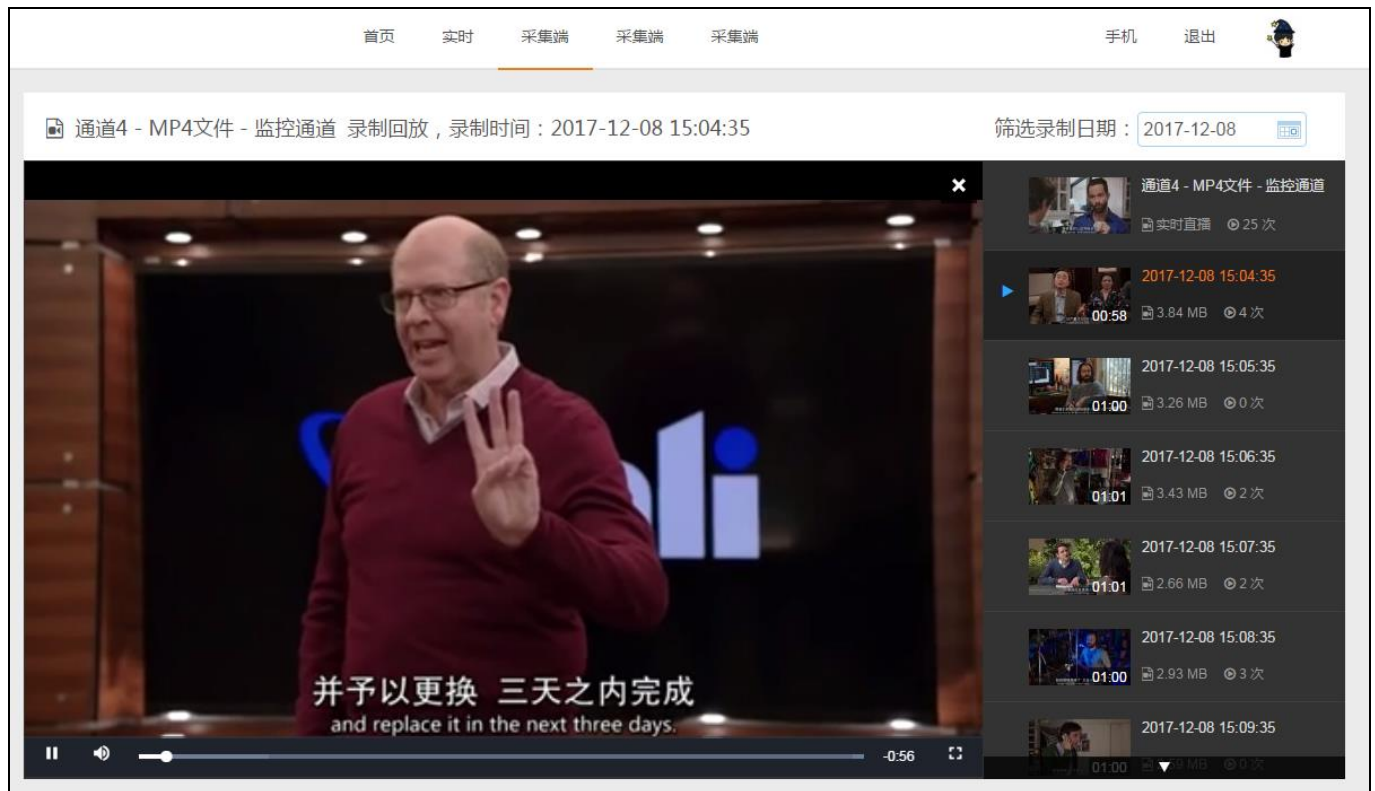 首页 实时 采集端 采集端 采集端 手机 退出
通道4 - MP4文件 - 监控通道 录制回放，录制时间：2017-12-08 15:04:35
筛选录制日期：2017-12-08
并予以更换 三天之内完成
and replace it in the next three days.
-0:56
通道4 - MP4文件 - 监控通道
实时直播 25 次
2017-12-08 15:04:35
00:58 3.84 MB 4 次
2017-12-08 15:05:35
01:00 3.26 MB 0 次
2017-12-08 15:06:35
01:01 3.43 MB 2 次
2017-12-08 15:07:35
01:01 2.66 MB 2 次
2017-12-08 15:08:35
01:00 2.93 MB 3 次
2017-12-08 15:09:35
01:00 MB 0 次